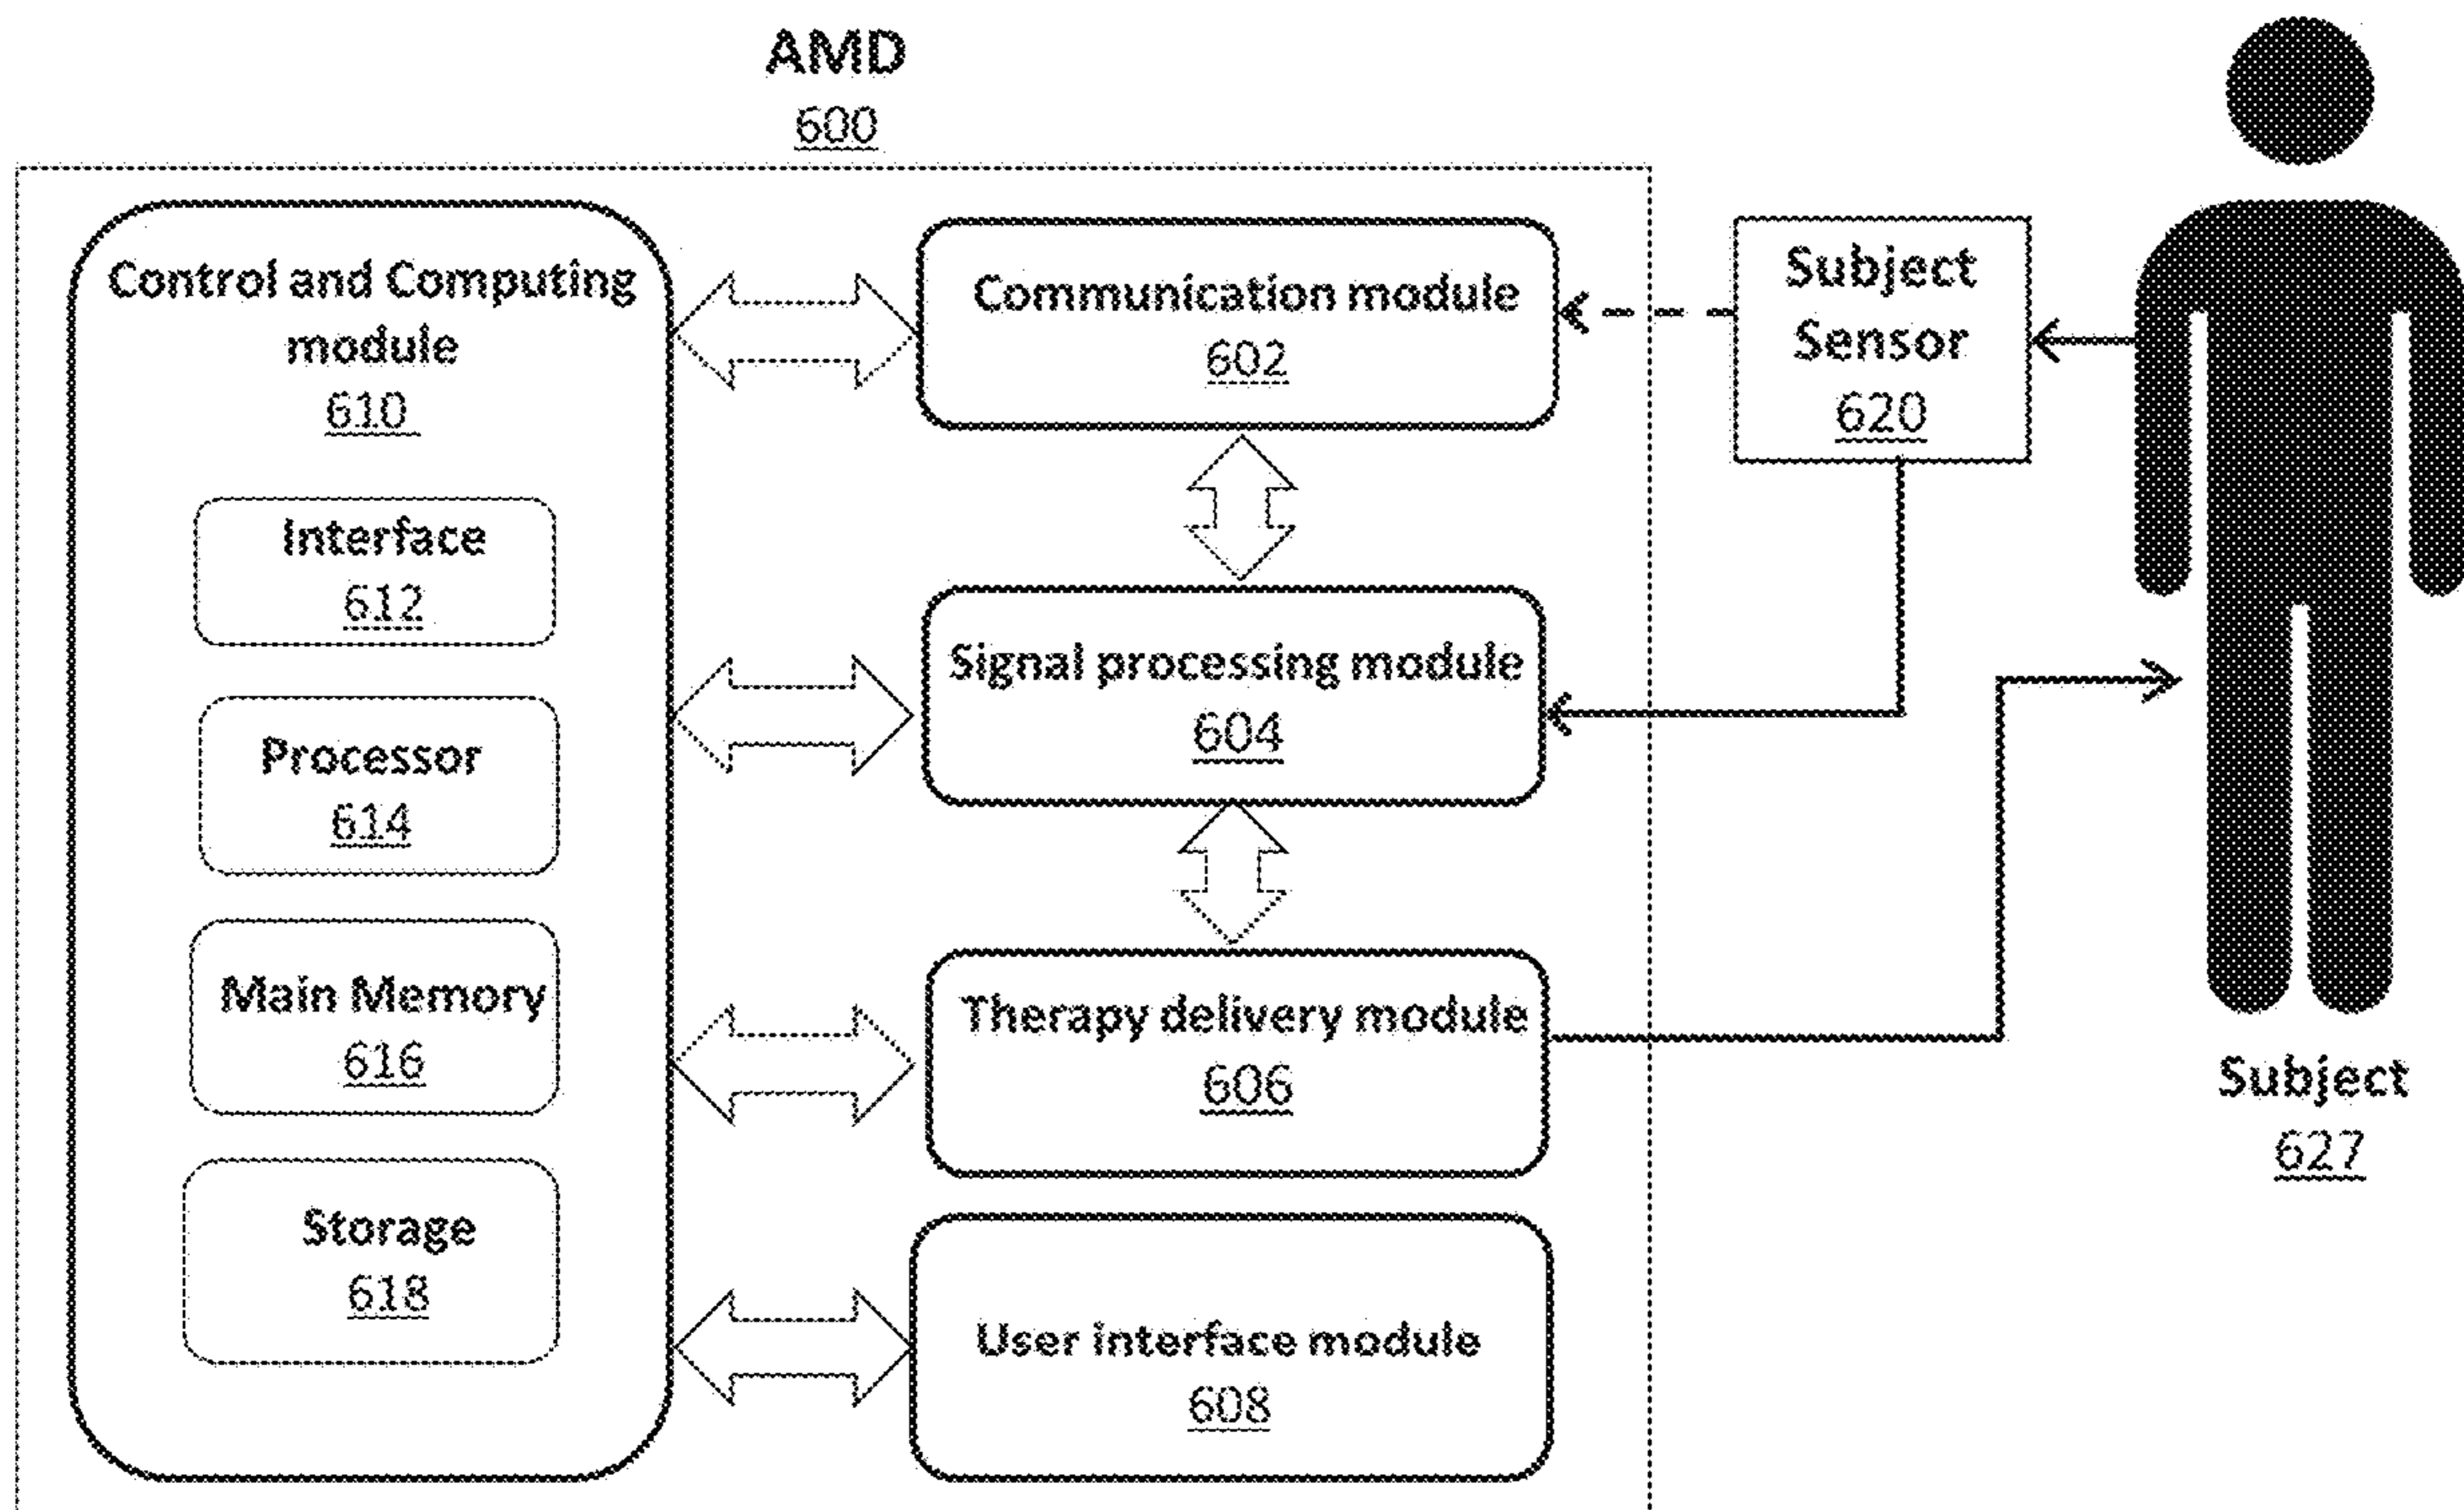 AMD
600
Control and Computing
module
610
Interface
612
Processor
614
Main Memory
616
Storage
618
Communication module
602
Signal processing module
604
Therapy delivery module
606
User interface module
608
Subject
Sensor
620
Subject
627